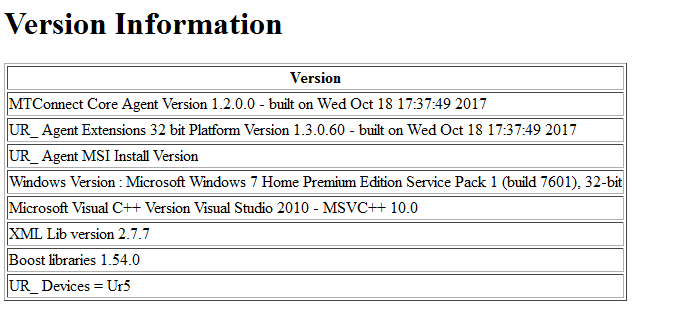 Version Information
Version
MTConnect Core Agent Version 1.2.0.0 - built on Wed Oct 18 17:37:49 2017
UR_ Agent Extensions 32 bit Platform Version 1.3.0.60 - built on Wed Oct 18 17:37:49 2017
UR_ Agent MSI Install Version
Windows Version : Microsoft Windows 7 Home Premium Edition Service Pack 1 (build 7601), 32-bit
Microsoft Visual C++ Version Visual Studio 2010 - MSVC++ 10.0
XML Lib version 2.7.7
Boost libraries 1.54.0
UR_ Devices = Ur5